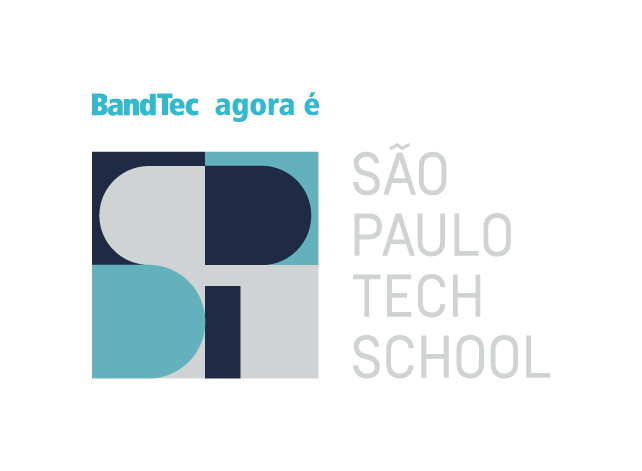 BandTec agora é
SÃO
PAULO
TECH
SCHOOL